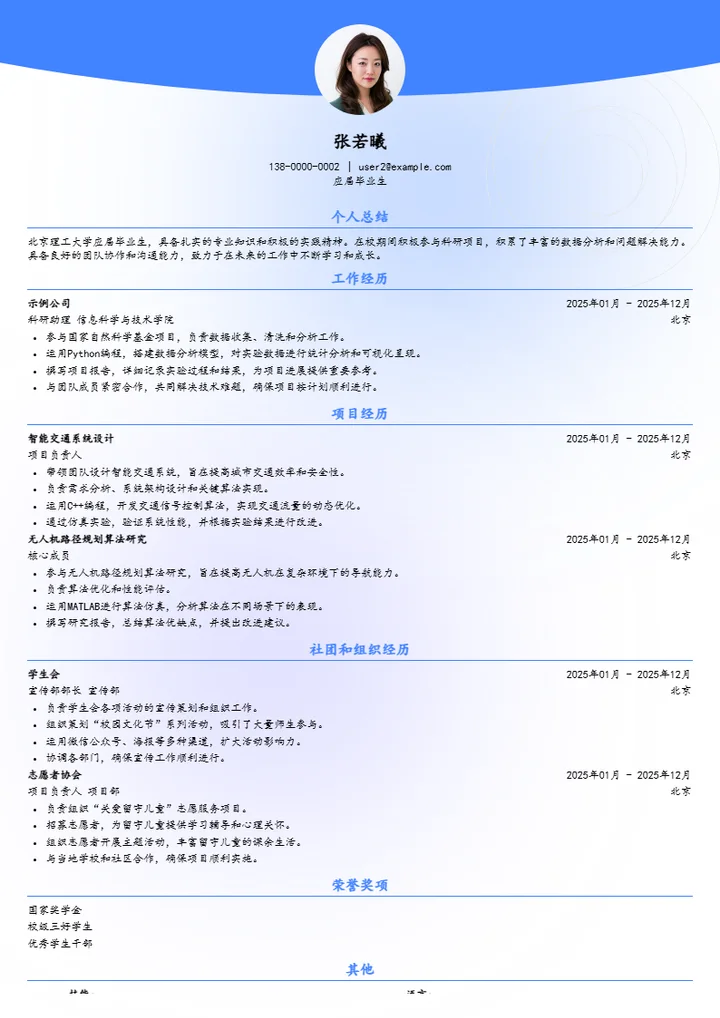 张若曦
138-0000-0002 | user2@example.com
应届毕业生
个人总结
北京理工大学应届毕业生，具备扎实的专业知识和积极的实践精神。在校期间积极参与科研项目，积累了丰富的数据分析和问题解决能力。
具备良好的团队协作和沟通能力，致力于在未来的工作中不断学习和成长。
工作经历
示例公司 2025年01月 - 2025年12月
科研助理 信息科学与技术学院 北京
• 参与国家自然科学基金项目，负责数据收集、清洗和分析工作。
• 运用Python编程，搭建数据分析模型，对实验数据进行统计分析和可视化呈现。
• 撰写项目报告，详细记录实验过程和结果，为项目进展提供重要参考。
• 与团队成员紧密合作，共同解决技术难题，确保项目按计划顺利进行。
项目经历
智能交通系统设计 2025年01月 - 2025年12月
项目负责人 北京
• 带领团队设计智能交通系统，旨在提高城市交通效率和安全性。
• 负责需求分析、系统架构设计和关键算法实现。
• 运用C++编程，开发交通信号控制算法，实现交通流量的动态优化。
• 通过仿真实验，验证系统性能，并根据实验结果进行改进。
无人机路径规划算法研究 2025年01月 - 2025年12月
核心成员 北京
• 参与无人机路径规划算法研究，旨在提高无人机在复杂环境下的导航能力。
• 负责算法优化和性能评估。
• 运用MATLAB进行算法仿真，分析算法在不同场景下的表现。
• 撰写研究报告，总结算法优缺点，并提出改进建议。
社团和组织经历
学生会 2025年01月 - 2025年12月
宣传部部长 宣传部 北京
• 负责学生会各项活动的宣传策划和组织工作。
• 组织策划“校园文化节”系列活动，吸引了大量师生参与。
• 运用微信公众号、海报等多种渠道，扩大活动影响力。
• 协调各部门，确保宣传工作顺利进行。
志愿者协会 2025年01月 - 2025年12月
项目负责人 项目部 北京
• 负责组织“关爱留守儿童”志愿服务项目。
• 招募志愿者，为留守儿童提供学习辅导和心理关怀。
• 组织志愿者开展主题活动，丰富留守儿童的课余生活。
• 与当地学校和社区合作，确保项目顺利实施。
荣誉奖项
国家奖学金
校级三好学生
优秀学生干部
其他